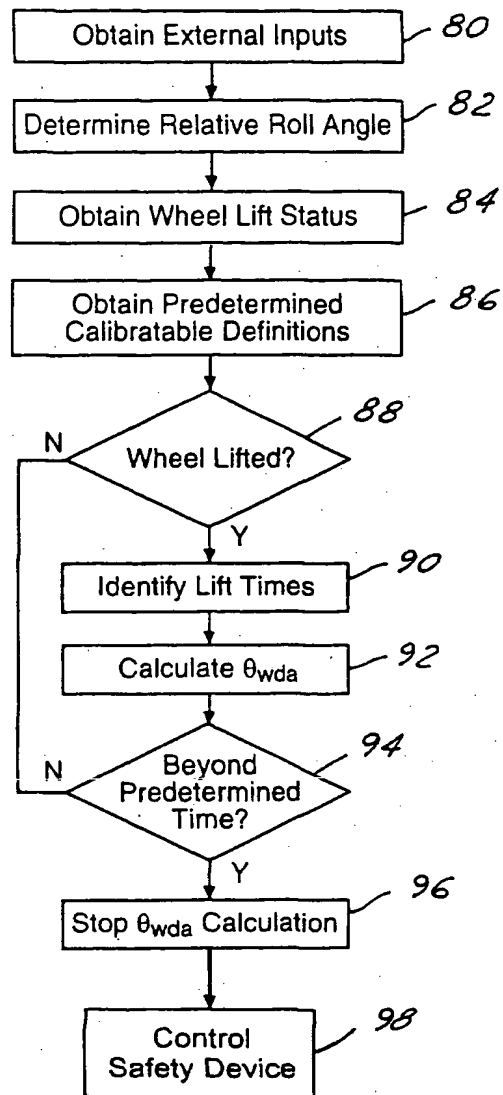 Obtain External Inputs
80
Determine Relative Roll Angle
82
Obtain Wheel Lift Status
84
Obtain Predetermined
Calibratable Definitions
86
Wheel Lifted?
88
N
Y
Identify Lift Times
90
Calculate θwda
92
Beyond
Predetermined
Time?
94
N
Y
Stop θwda Calculation
96
Control
Safety Device
98